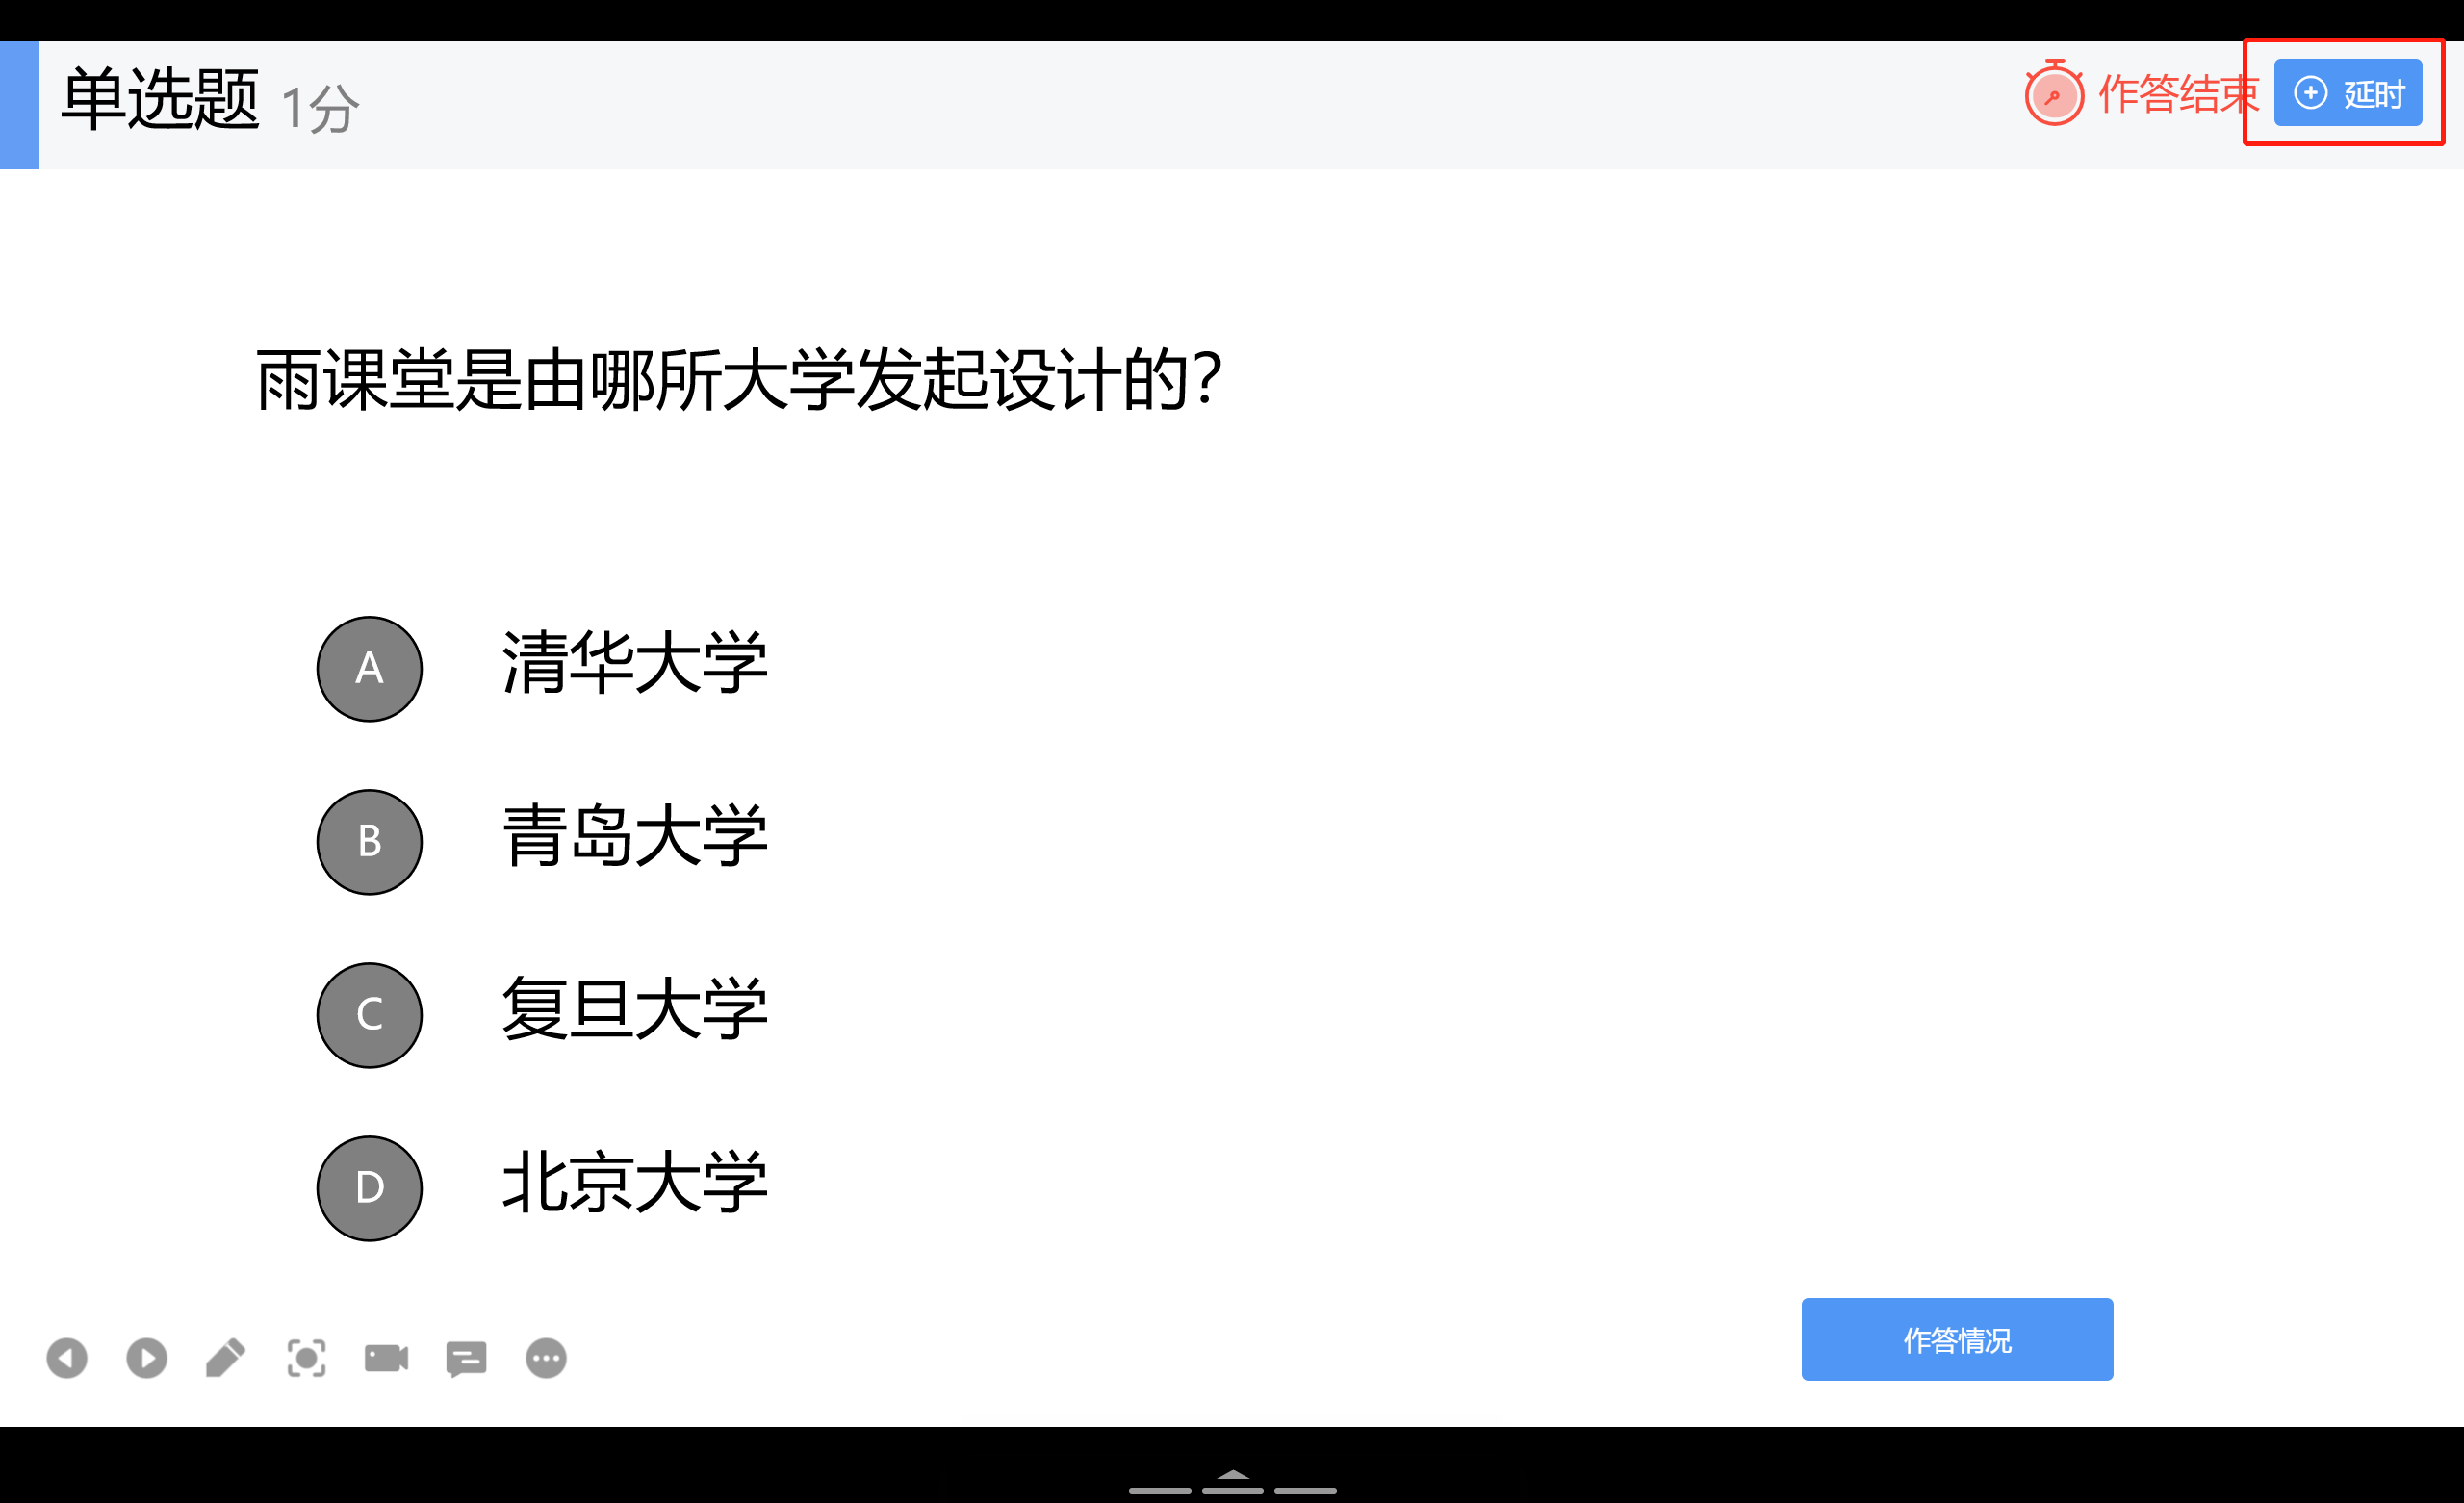 单选题 1分
作答结束 延时
雨课堂是由哪所大学发起设计的?
A 清华大学
B 青岛大学
C 复旦大学
D 北京大学
作答情况